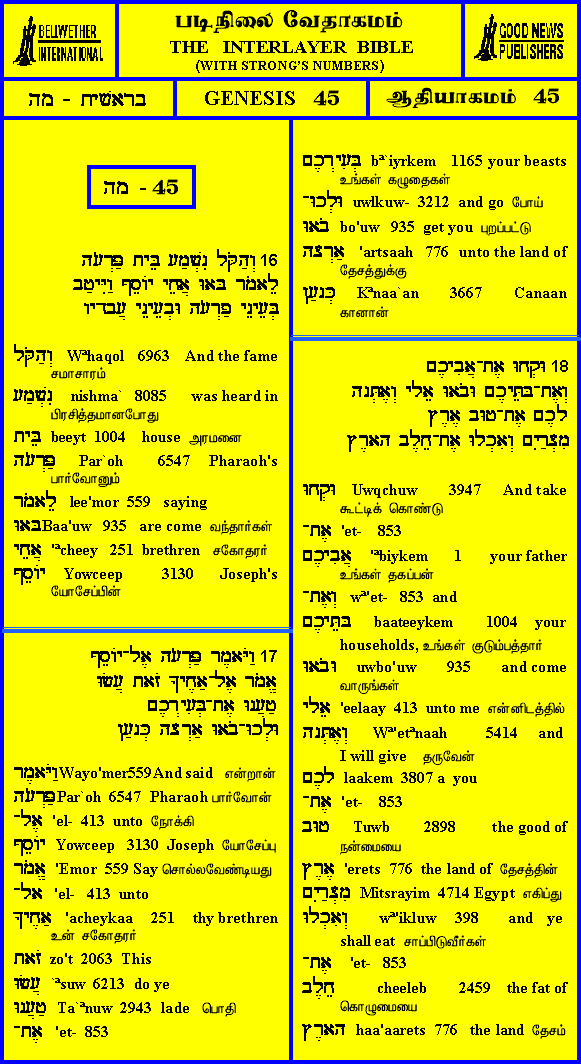 BELLWETHER
INTERNATIONAL
படிநிலை வேதாகமம்
THE INTERLAYER BIBLE
(WITH STRONG'S NUMBERS)
GOOD NEWS
PUBLISHERS
בראשית - מה
GENESIS 45
ஆதியாகமம் 45
מה - 45
16 וְהַקֹּל נִשְׁמַע בֵּית פַּרְעֹה
לֵאמֹר בָּאוּ אֲחֵי יוֹסֵף וַיִּיטַב
בְּעֵינֵי פַרְעֹה וּבְעֵינֵי עֲבָדָיו
וְהַקֹּל Wªhaqol 6963 And the fame
சமாசாரம்
נִשְׁמַע nishma` 8085 was heard in
பிரசித்தமானபோது
בֵּית beeyt 1004 house அரமனை
פַּרְעֹה Par`oh 6547 Pharaoh's
பார்வோனும்
לֵאמֹר lee'mor 559 saying
בָּאוּ Baa'uw 935 are come வந்தார்கள்
אֲחֵי 'ªcheey 251 brethren சகோதரர்
יוֹסֵף Yowceep 3130 Joseph's
யோசேப்பின்
17 וַיֹּאמֶר פַּרְעֹה אֶל־יוֹסֵף
אֱמֹר אֶל־אַחֶיךָ זֹאת עֲשׂוּ
טַעֲנוּ אֶת־בְּעִירְכֶם
וּלְכוּ־בֹאוּ אַרְצָה כְּנָעַן
וַיֹּאמֶר Wayo'mer559 And said என்றான்
פַּרְעֹה Par`oh 6547 Pharaoh பார்வோன்
אֶל־ 'el- 413 unto நோக்கி
יוֹסֵף Yowceep 3130 Joseph யோசேப்பு
אֱמֹר 'Emor 559 Say சொல்லவேண்டியது
אֶל־ 'el- 413 unto
אַחֶיךָ 'acheykaa 251 thy brethren
உன் சகோதரர்
זֹאת zo't 2063 This
עֲשׂוּ `ªsuw 6213 do ye
טַעֲנוּ Ta`ªnuw 2943 lade பொதி
אֶת־ 'et- 853
בְּעִירְכֶם bª`iyrkem 1165 your beasts
உங்கள் கழுதைகள்
וּלְכוּ־ uwlkuw- 3212 and go போய்
בֹאוּ bo'uw 935 get you புறப்பட்டு
אַרְצָה 'artsaah 776 unto the land of
தேசத்துக்கு
כְּנָעַן Kªnaa`an 3667 Canaan
கானான்
18 וּקְחוּ אֶת־אֲבִיכֶם
וְאֶת־בָּתֵּיכֶם וּבֹאוּ אֵלָי וְאֶתְּנָה
לָכֶם אֶת־טוּב אֶרֶץ
מִצְרַיִם וְאִכְלוּ אֶת־חֵלֶב הָאָרֶץ
וּקְחוּ Uwqchuw 3947 And take
கூட்டிக் கொண்டு
אֶת־ 'et- 853
אֲבִיכֶם 'ªbiykem 1 your father
உங்கள் தகப்பன்
וְאֶת־ wª'et- 853 and
בָּתֵּיכֶם baateeykem 1004 your
households, உங்கள் குடும்பத்தார்
וּבֹאוּ uwbo'uw 935 and come
வாருங்கள்
אֵלָי 'eelaay 413 unto me என்னிடத்தில்
וְאֶתְּנָה Wª'etªnaah 5414 and
I will give தருவேன்
לָכֶם laakem 3807 a you
אֶת־ 'et- 853
טוּב Tuwb 2898 the good of
நன்மையை
אֶרֶץ 'erets 776 the land of தேசத்தின்
מִצְרַיִם Mitsrayim 4714 Egypt எகிப்து
וְאִכְלוּ wª'ikluw 398 and ye
shall eat சாப்பிடுவீர்கள்
אֶת־ 'et- 853
חֵלֶב cheeleb 2459 the fat of
கொழுமையை
הָאָרֶץ haa'aarets 776 the land தேசம்